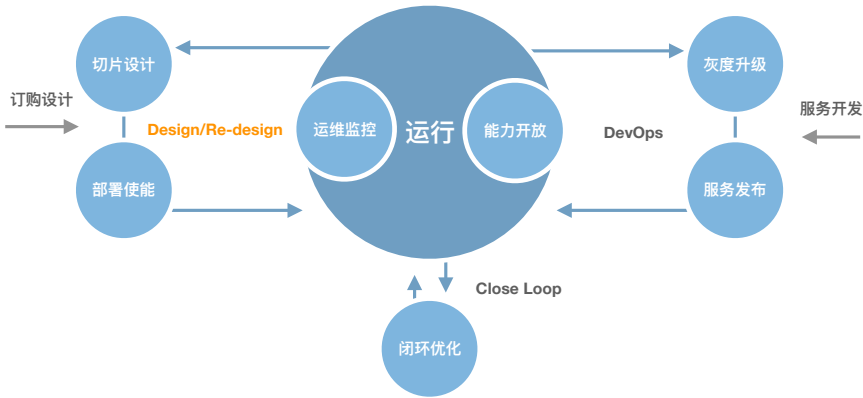 切片设计
灰度升级
订购设计
服务开发
Design/Re-design
运维监控
运行
能力开放
DevOps
部署使能
服务发布
Close Loop
闭环优化